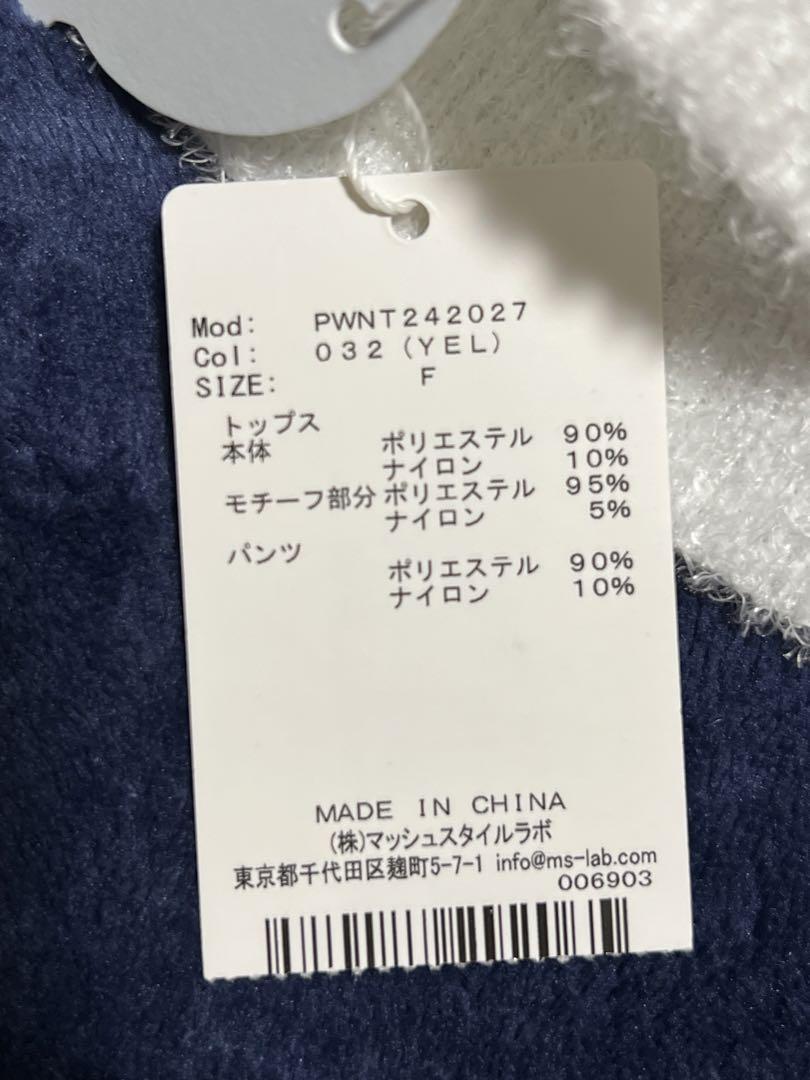 Mod: PWNT242027
Col: 032 (YEL)
SIZE: F
トップス
本体 ポリエステル 90%
ナイロン 10%
モチーフ部分 ポリエステル 95%
ナイロン 5%
パンツ
ポリエステル 90%
ナイロン 10%
MADE IN CHINA
(株)マッシュスタイルラボ
東京都千代田区麹町5-7-1 info@ms-lab.com
006903